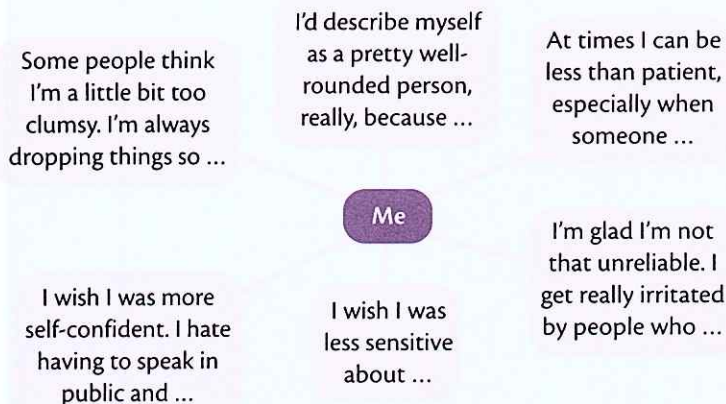 Some people think
I'm a little bit too
clumsy. I'm always
dropping things so ...
I'd describe myself
as a pretty well-
rounded person,
really, because ...
At times I can be
less than patient,
especially when
someone ...
Me
I wish I was more
self-confident. I hate
having to speak in
public and ...
I wish I was
less sensitive
about ...
I'm glad I'm not
that unreliable. I
get really irritated
by people who ...